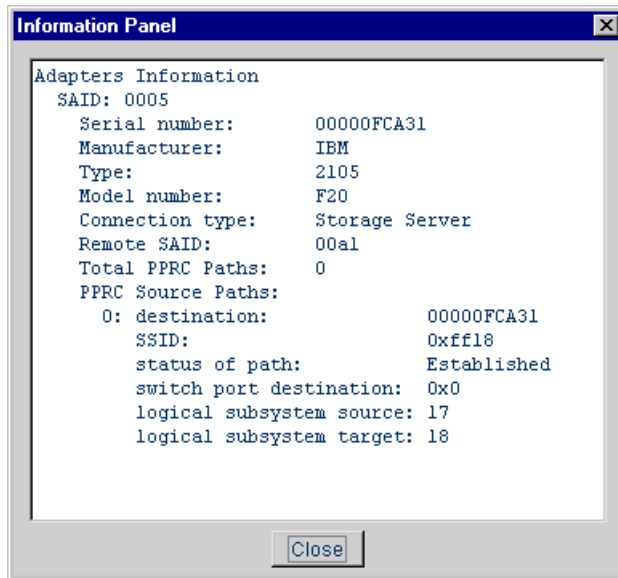 Information Panel
Adapters Information
SAID: 0005
Serial number: 00000FCA31
Manufacturer: IBM
Type: 2105
Model number: F20
Connection type: Storage Server
Remote SAID: 00a1
Total PPRC Paths: 0
PPRC Source Paths:
0: destination: 00000FCA31
SSID: 0xff18
status of path: Established
switch port destination: 0x0
logical subsystem source: 17
logical subsystem target: 18
Close